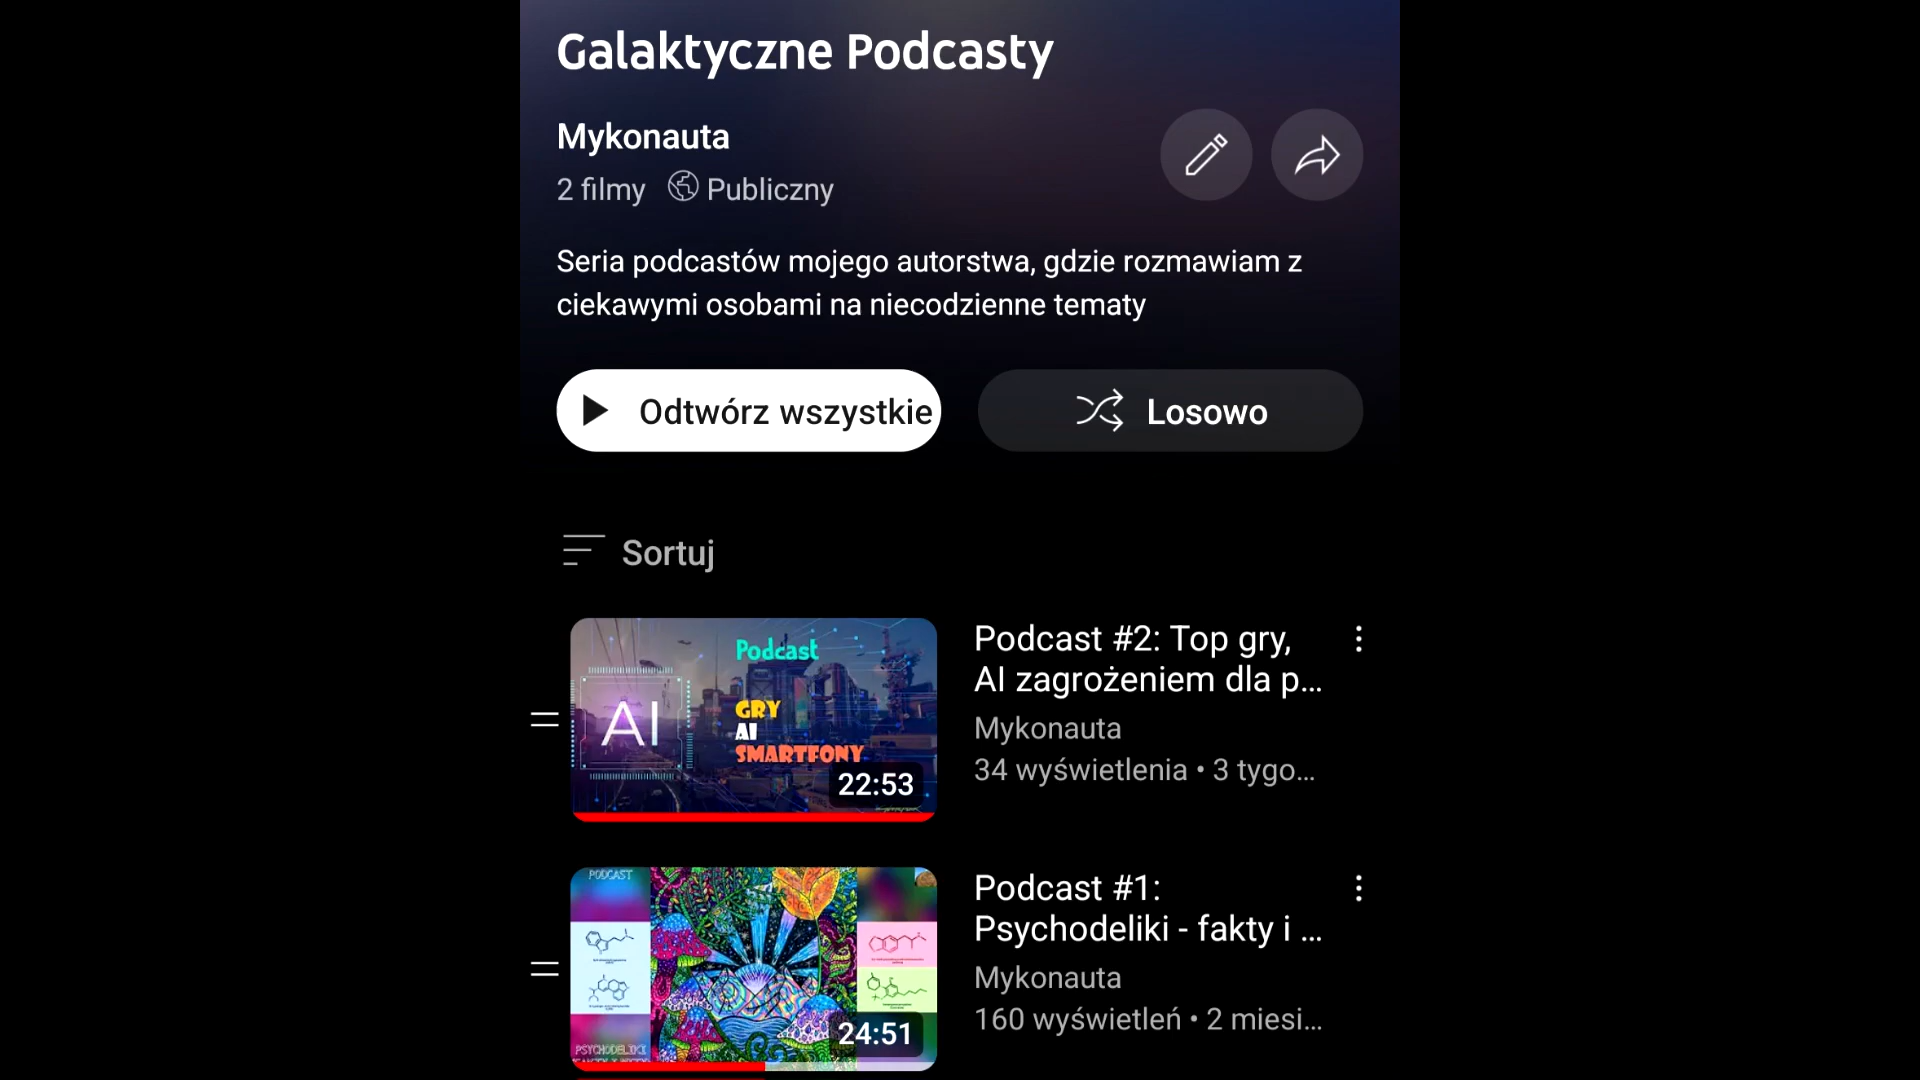 Galaktyczne Podcasty
Mykonauta
2 filmy Publiczny
Seria podcastów mojego autorstwa, gdzie rozmawiam z
ciekawymi osobami na niecodzienne tematy
Odtwórz wszystkie
Losowo
Sortuj
Podcast
AI
GRY
AI
SMARTFONY
22:53
Podcast #2: Top gry,
AI zagrożeniem dla p...
Mykonauta
34 wyświetlenia • 3 tygo...
PODCAST
PSYCHODELIKI
24:51
Podcast #1:
Psychodeliki - fakty i ...
Mykonauta
160 wyświetleń • 2 miesi...